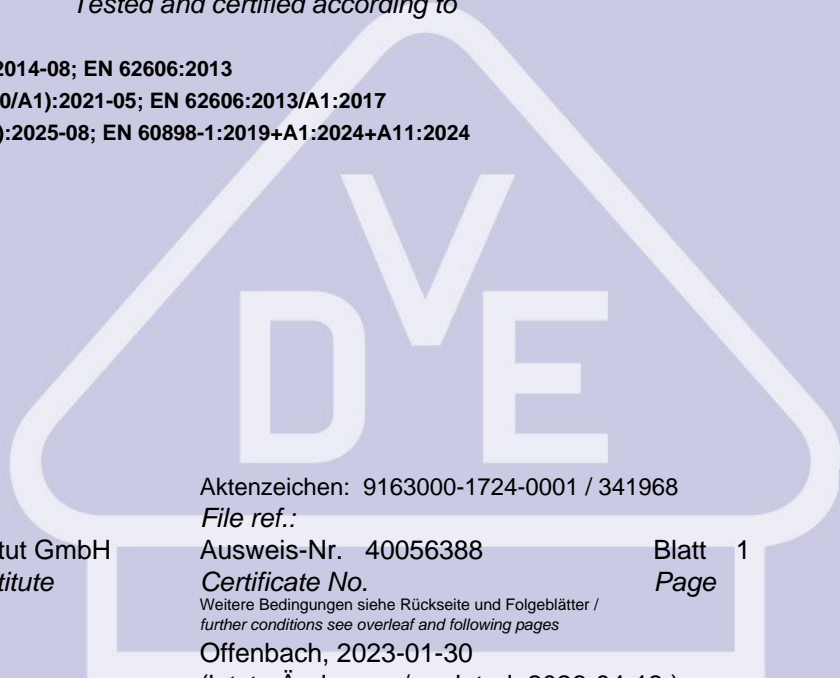 Tested and certified according to
2014-08; EN 62606:2013
0/A1):2021-05; EN 62606:2013/A1:2017
):2025-08; EN 60898-1:2019+A1:2024+A11:2024
V
D E
Aktenzeichen: 9163000-1724-0001 / 341968
File ref.:
tut GmbH Ausweis-Nr. 40056388 Blatt 1
titute Certificate No. Page
Weitere Bedingungen siehe Rückseite und Folgeblätter /
further conditions see overleaf and following pages
Offenbach, 2023-01-30